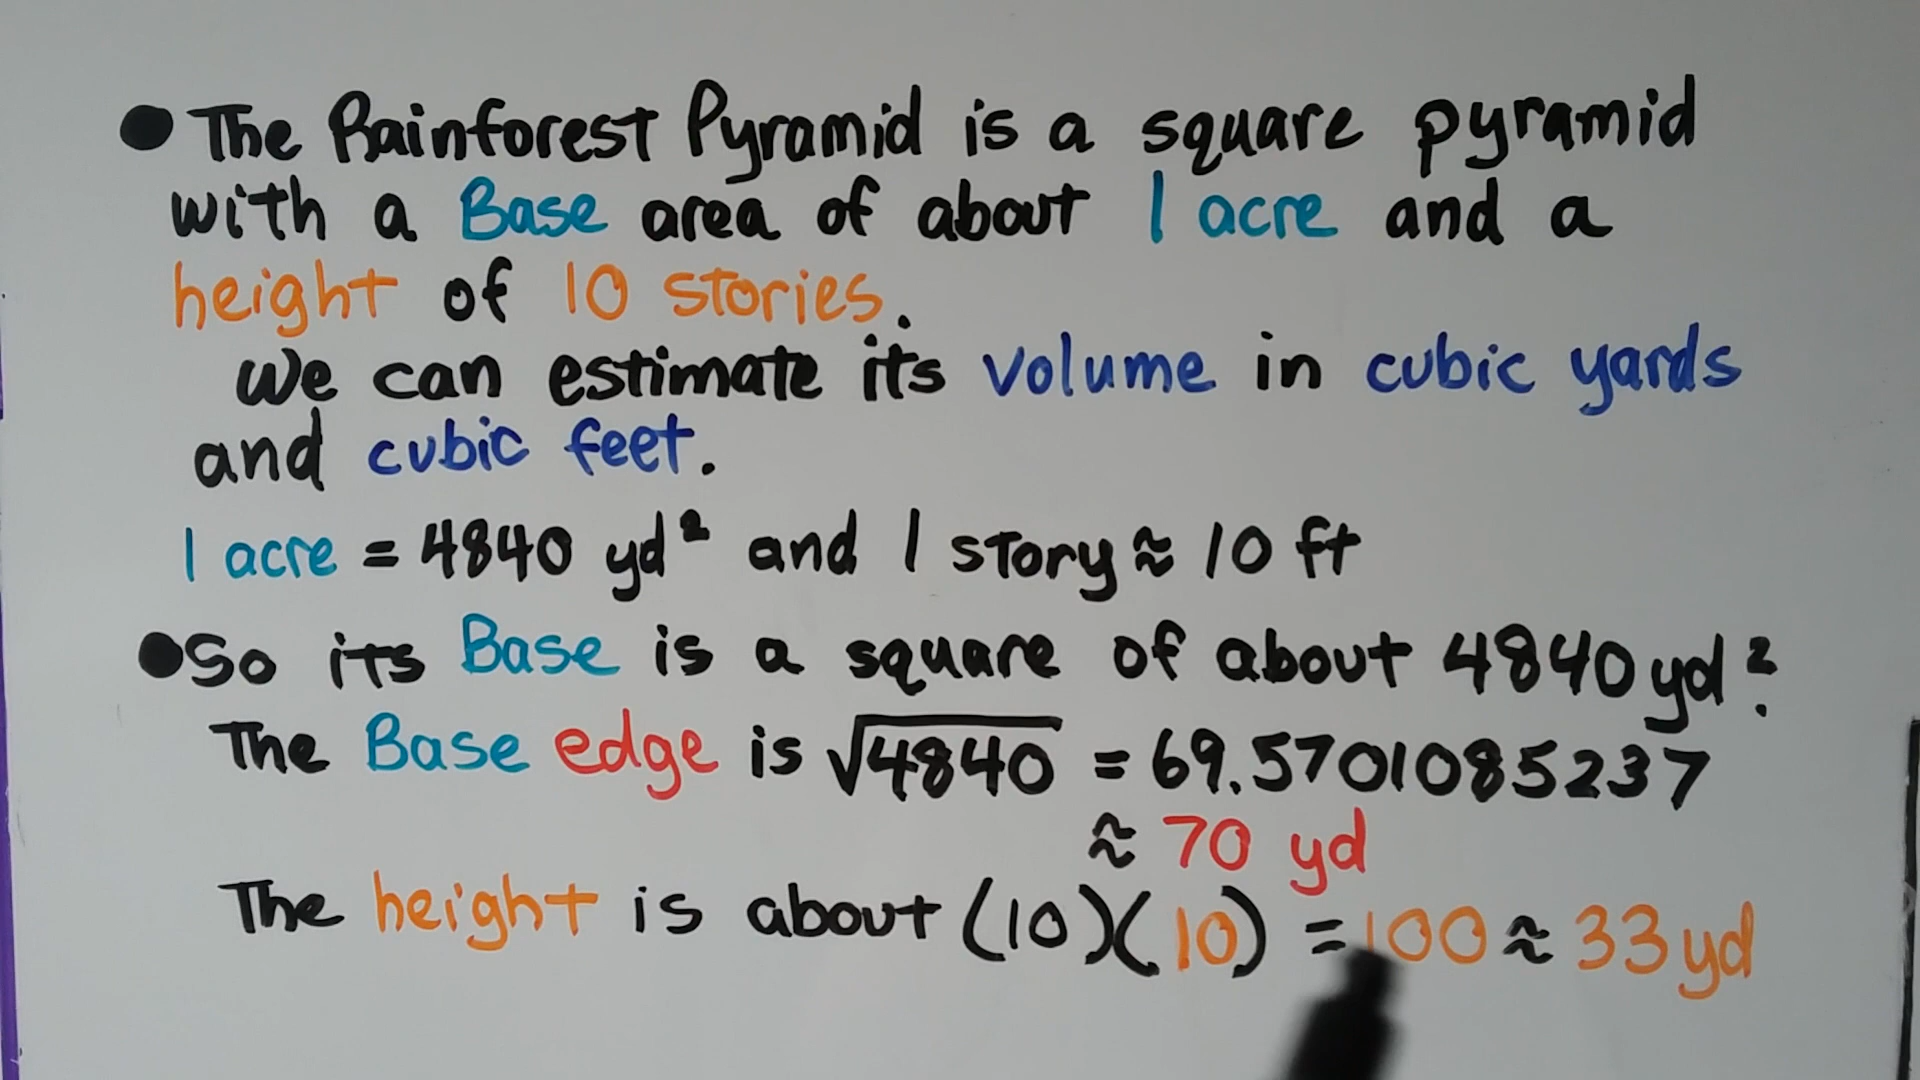 ● The Rainforest Pyramid is a square pyramid
with a Base area of about 1 acre and a
height of 10 stories.
We can estimate its volume in cubic yards
and cubic feet.
1 acre = 4840 yd² and 1 story ≈ 10 ft
● So its Base is a square of about 4840 yd².
The Base edge is √4840 = 69.5701085237
≈ 70 yd
The height is about (10)(10) = 100 ≈ 33 yd